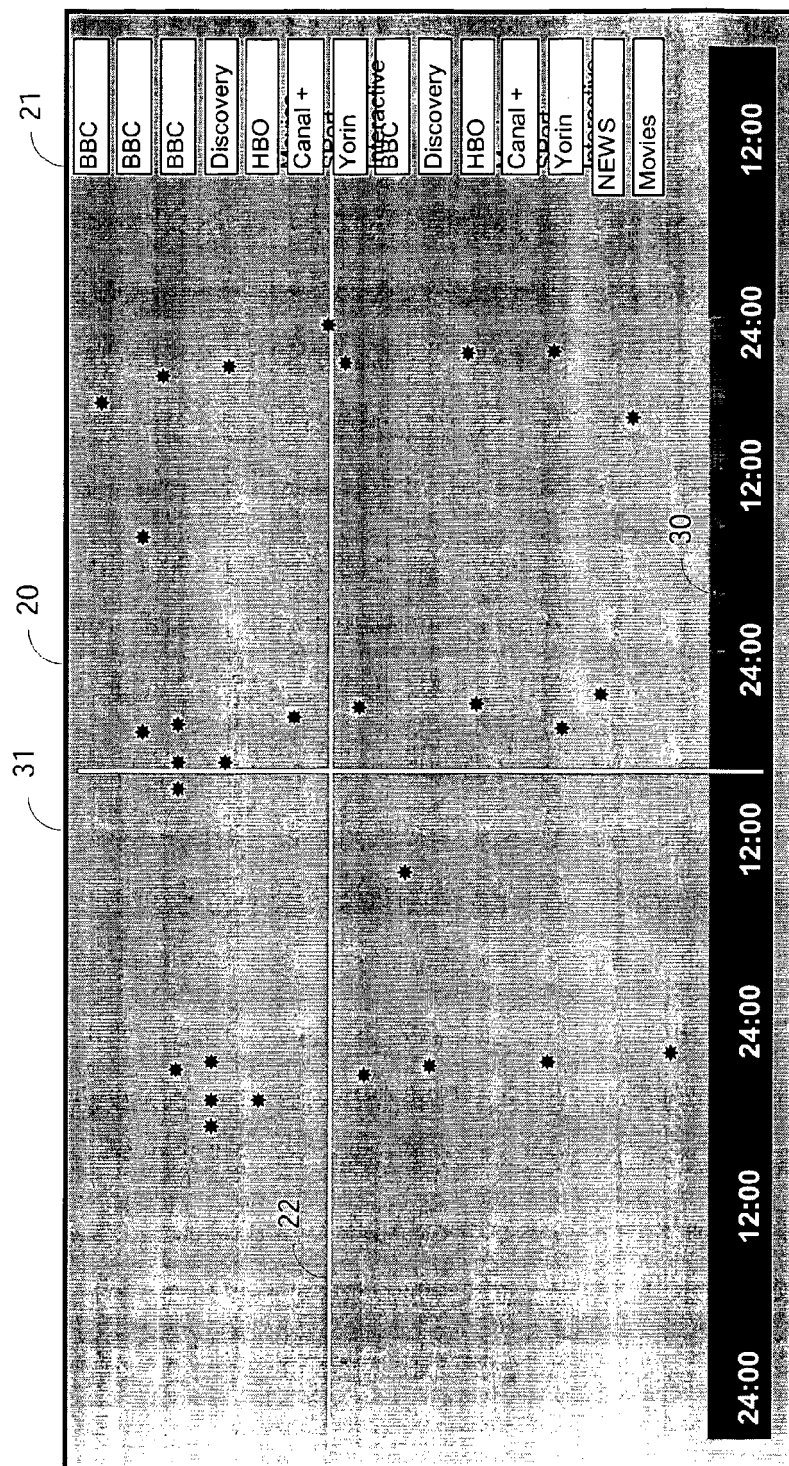 21
20
31
BBC
BBC
BBC
Discovery
HBO
Canal +
Yorin
Interactive
BBC
Discovery
HBO
Canal +
Yorin
NEWS
Movies
22
30
24:00
12:00
24:00
12:00
24:00
12:00
24:00
12:00